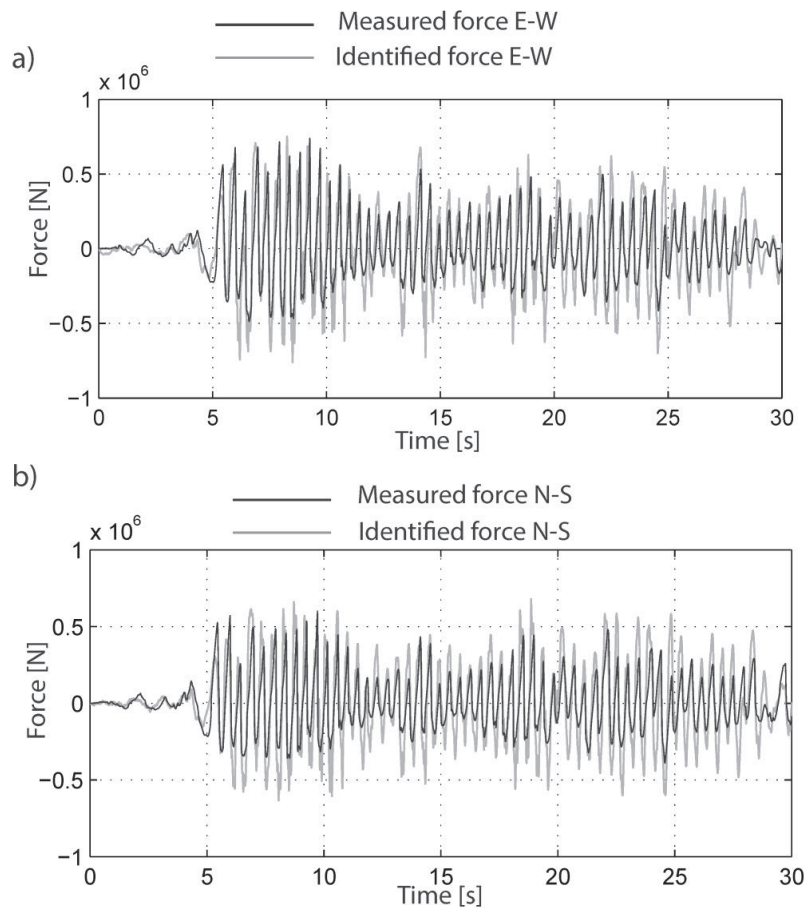 Measured force E-W
a)
Identified force E-W
x 10^6
1
0.5
0
−0.5
−1
Force [N]
0 5 10 15 20 25 30
Time [s]
b)
Measured force N-S
Identified force N-S
x 10^6
1
0.5
0
−0.5
−1
Force [N]
0 5 10 15 20 25 30
Time [s]